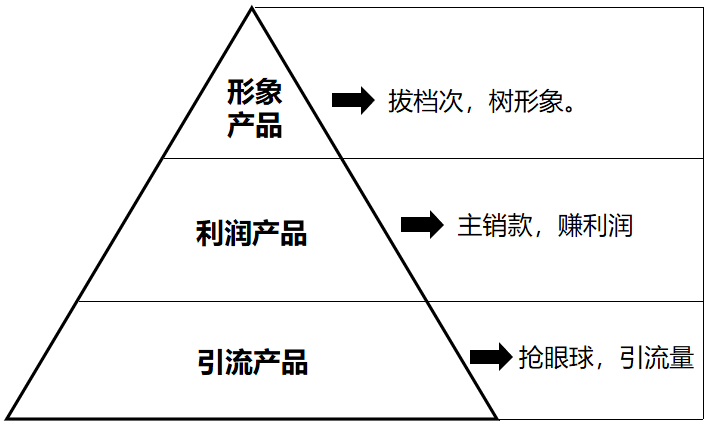 形象
产品
拔档次，树形象。
利润产品
主销款，赚利润
引流产品
抢眼球，引流量